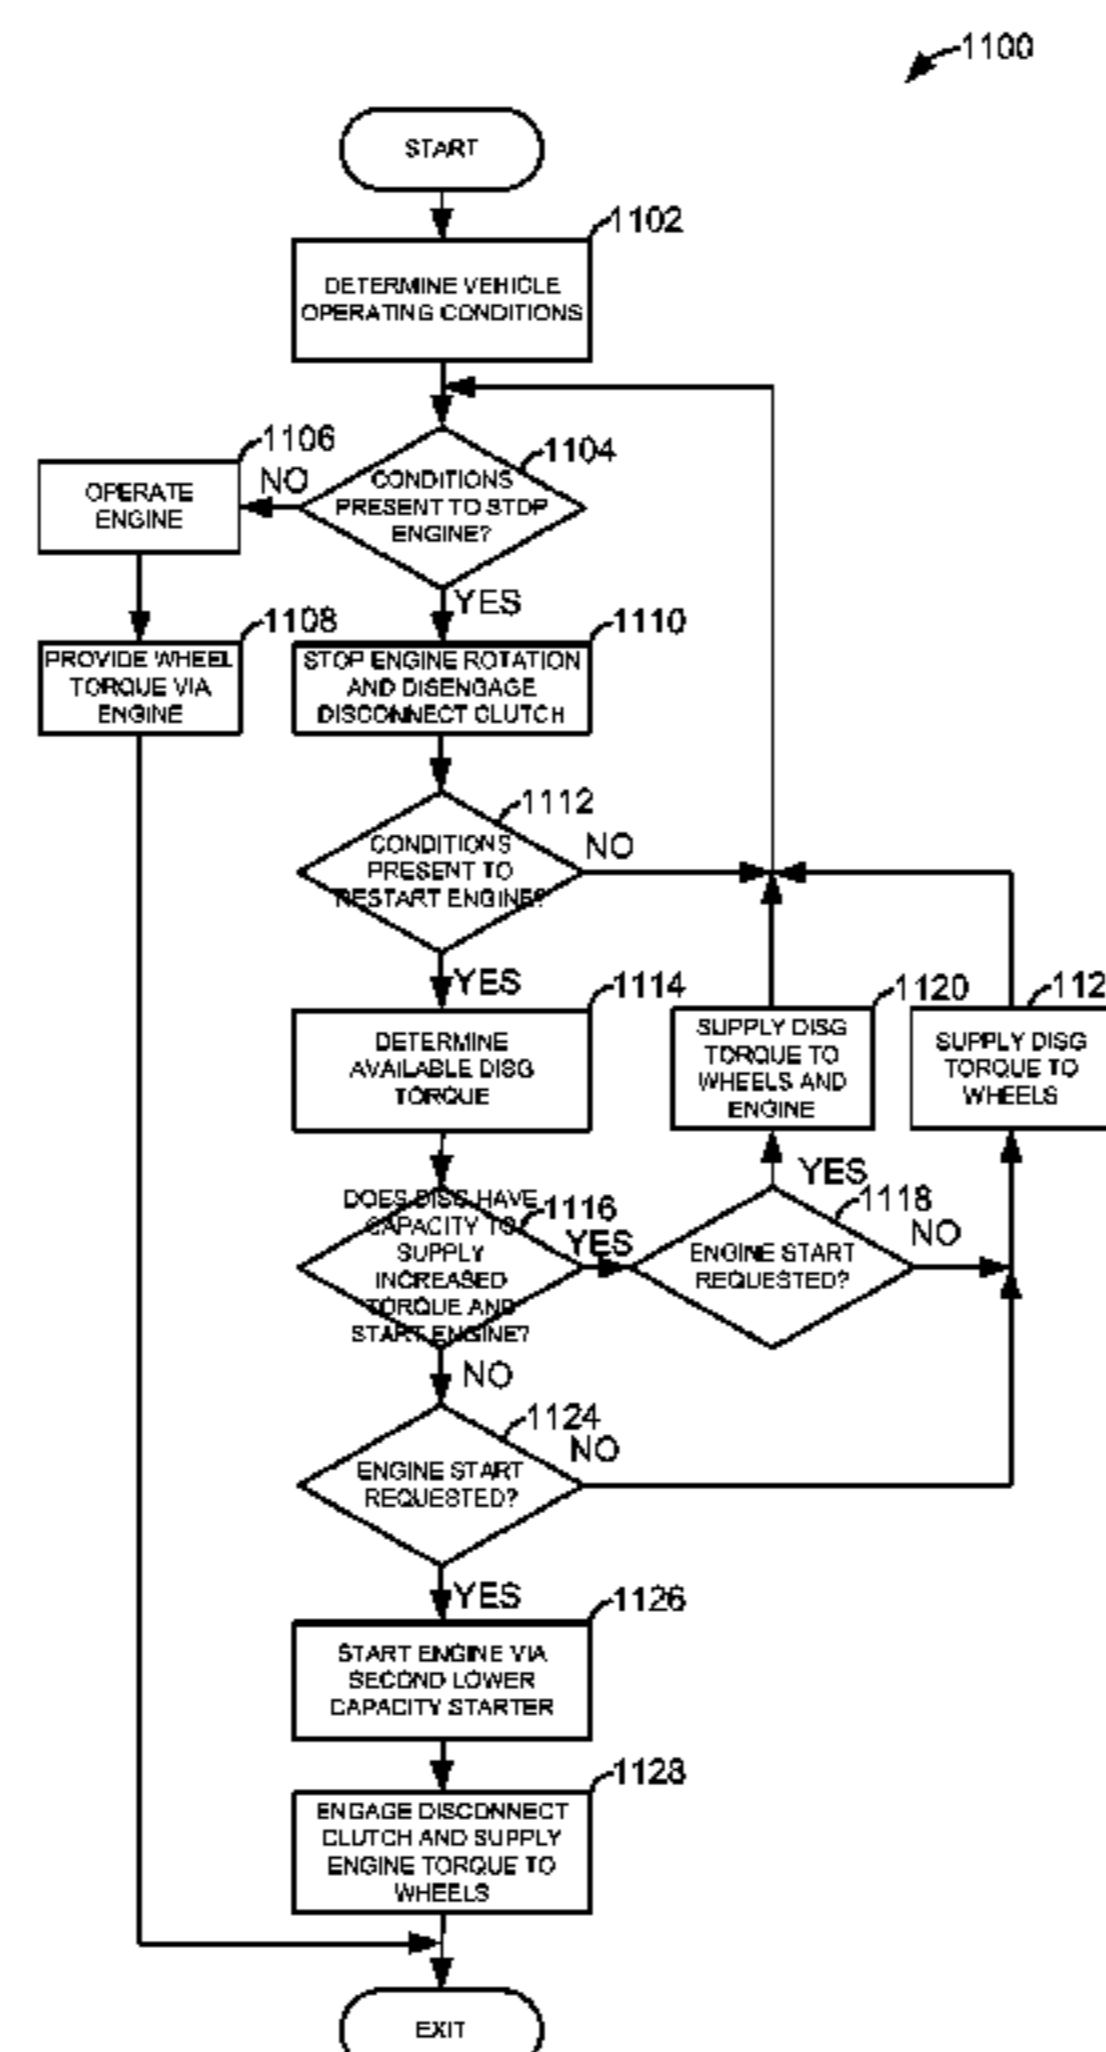 1100
START
1102
DETERMINE VEHICLE
OPERATING CONDITIONS
1106
OPERATE
ENGINE
NO
1104
CONDITIONS
PRESENT TO STOP
ENGINE?
YES
1108
PROVIDE WHEEL
TORQUE VIA
ENGINE
1110
STOP ENGINE ROTATION
AND DISENGAGE
DISCONNECT CLUTCH
1112
CONDITIONS
PRESENT TO
RESTART ENGINE?
NO
YES
1114
DETERMINE
AVAILABLE DISG
TORQUE
1120
SUPPLY DISG
TORQUE TO
WHEELS AND
ENGINE
112
SUPPLY DISG
TORQUE TO
WHEELS
DOES DISG HAVE
CAPACITY TO
SUPPLY
INCREASED
TORQUE AND
START ENGINE?
1116
YES
YES
1118
ENGINE START
REQUESTED?
NO
NO
1124
ENGINE START
REQUESTED?
NO
YES
1126
START ENGINE VIA
SECOND LOWER
CAPACITY STARTER
1128
ENGAGE DISCONNECT
CLUTCH AND SUPPLY
ENGINE TORQUE TO
WHEELS
EXIT